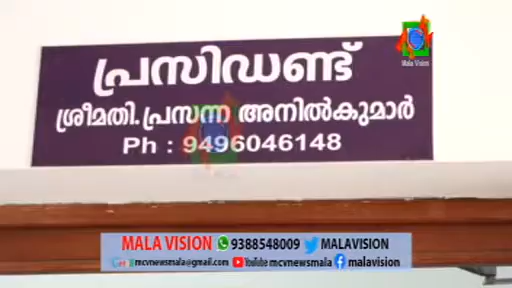 Mala Vision
പ്രസിഡണ്ട്
ശ്രീമതി.പ്രസന്ന അനിൽകുമാർ
Ph : 9496046148
MALA VISION 9388548009 MALAVISION
mcvnewsmala@gmail.com YouTube mcvnewsmala malavision